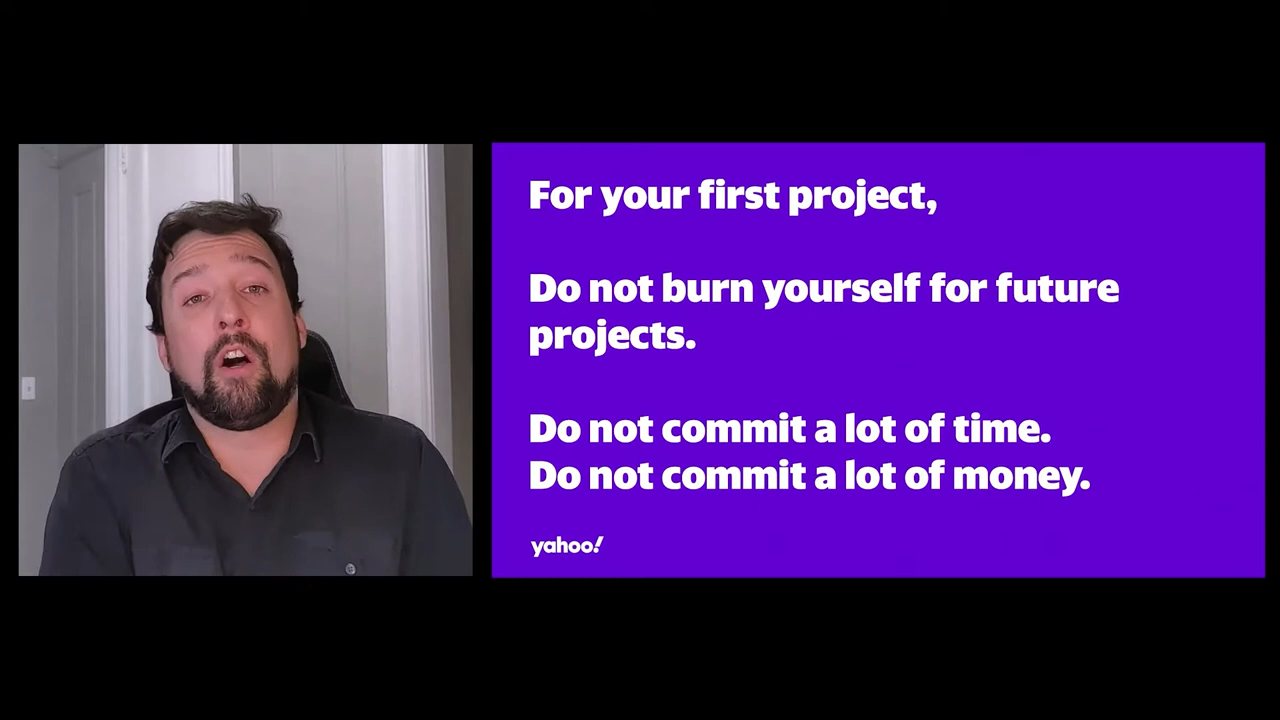 For your first project,
Do not burn yourself for future
projects.
Do not commit a lot of time.
Do not commit a lot of money.
yahoo!